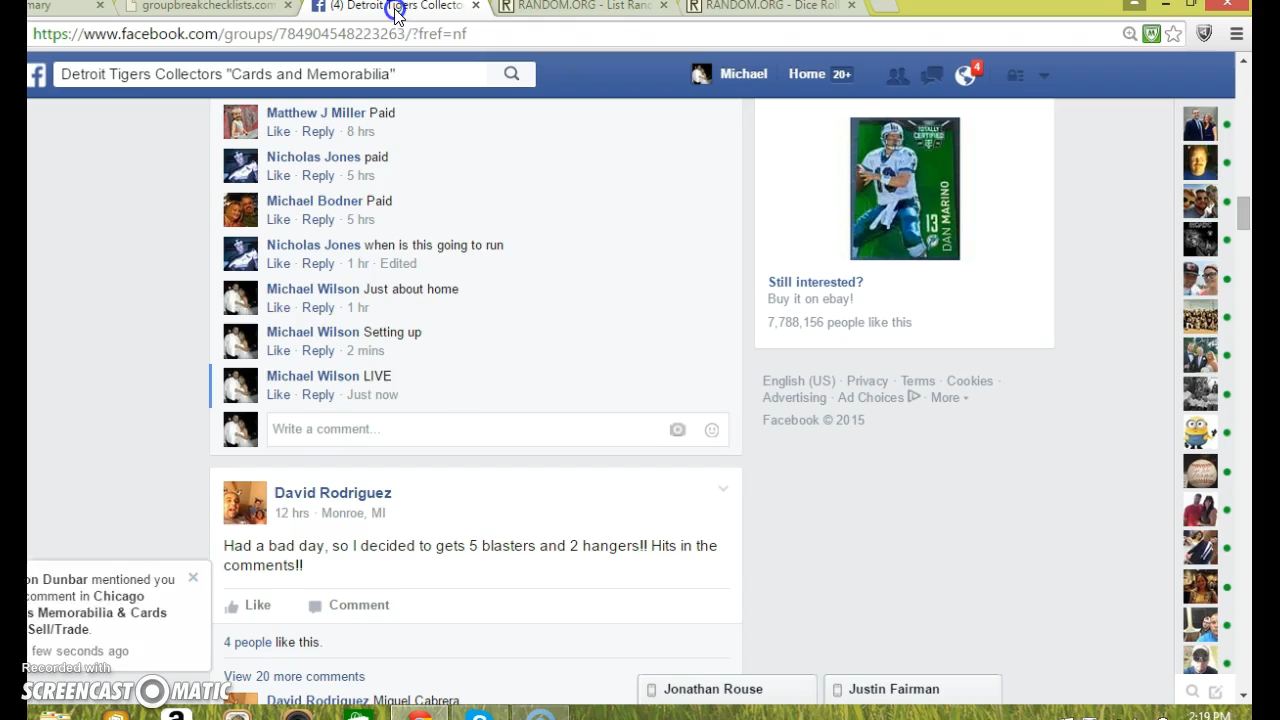 mary
groupbreakchecklists.com
(4) Detroit Tigers Collecto
RANDOM.ORG - List Ran
RANDOM.ORG - Dice Roll
https://www.facebook.com/groups/784904548223263/?fref=nf
Detroit Tigers Collectors "Cards and Memorabilia"
Michael
Home 20+
4
Matthew J Miller Paid
Like · Reply · 8 hrs
Nicholas Jones paid
Like · Reply · 5 hrs
Michael Bodner Paid
Like · Reply · 5 hrs
Nicholas Jones when is this going to run
Like · Reply · 1 hr · Edited
Michael Wilson Just about home
Like · Reply · 1 hr
Michael Wilson Setting up
Like · Reply · 2 mins
Michael Wilson LIVE
Like · Reply · Just now
Write a comment...
David Rodriguez
12 hrs · Monroe, MI
Had a bad day, so I decided to gets 5 blasters and 2 hangers!! Hits in the
comments!!
Like Comment
4 people like this.
View 20 more comments
David Rodriguez Miguel Cabrera
TOTALLY
CERTIFIED
13
DAN MARINO
Still interested?
Buy it on ebay!
7,788,156 people like this
English (US) · Privacy · Terms · Cookies ·
Advertising · Ad Choices · More
Facebook © 2015
on Dunbar mentioned you
comment in Chicago
s Memorabilia & Cards
Sell/Trade.
few seconds ago
Recorded with
SCREENCAST MATIC
Jonathan Rouse
Justin Fairman
2:19 PM